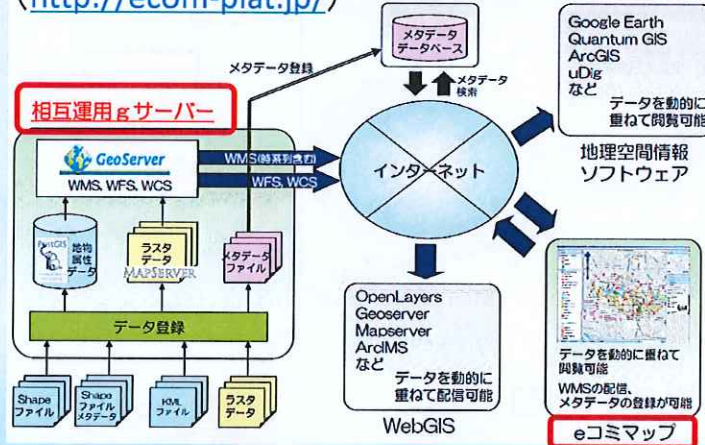 (http://ecom-plat.jp/)
メタデータ
データベース
メタデータ登録
メタデータ
検索
Google Earth
Quantum GIS
ArcGIS
uDig
など
データを動的に
重ねて閲覧可能
地理空間情報
ソフトウェア
相互運用gサーバー
GeoServer
WMS, WFS, WCS
WMS(時系列含む)
WFS, WCS
インターネット
PostGIS
地物
属性
データ
ラスタ
データ
MAPSERVER
メタデータ
ファイル
データ登録
Shape
ファイル
Shape
ファイル
メタデータ
KML
ファイル
ラスタ
データ
OpenLayers
Geoserver
Mapserver
ArcIMS
など
データを動的に
重ねて配信可能
WebGIS
データを動的に重ねて
閲覧可能
WMSの配信、
メタデータの登録が可能
eコミマップ